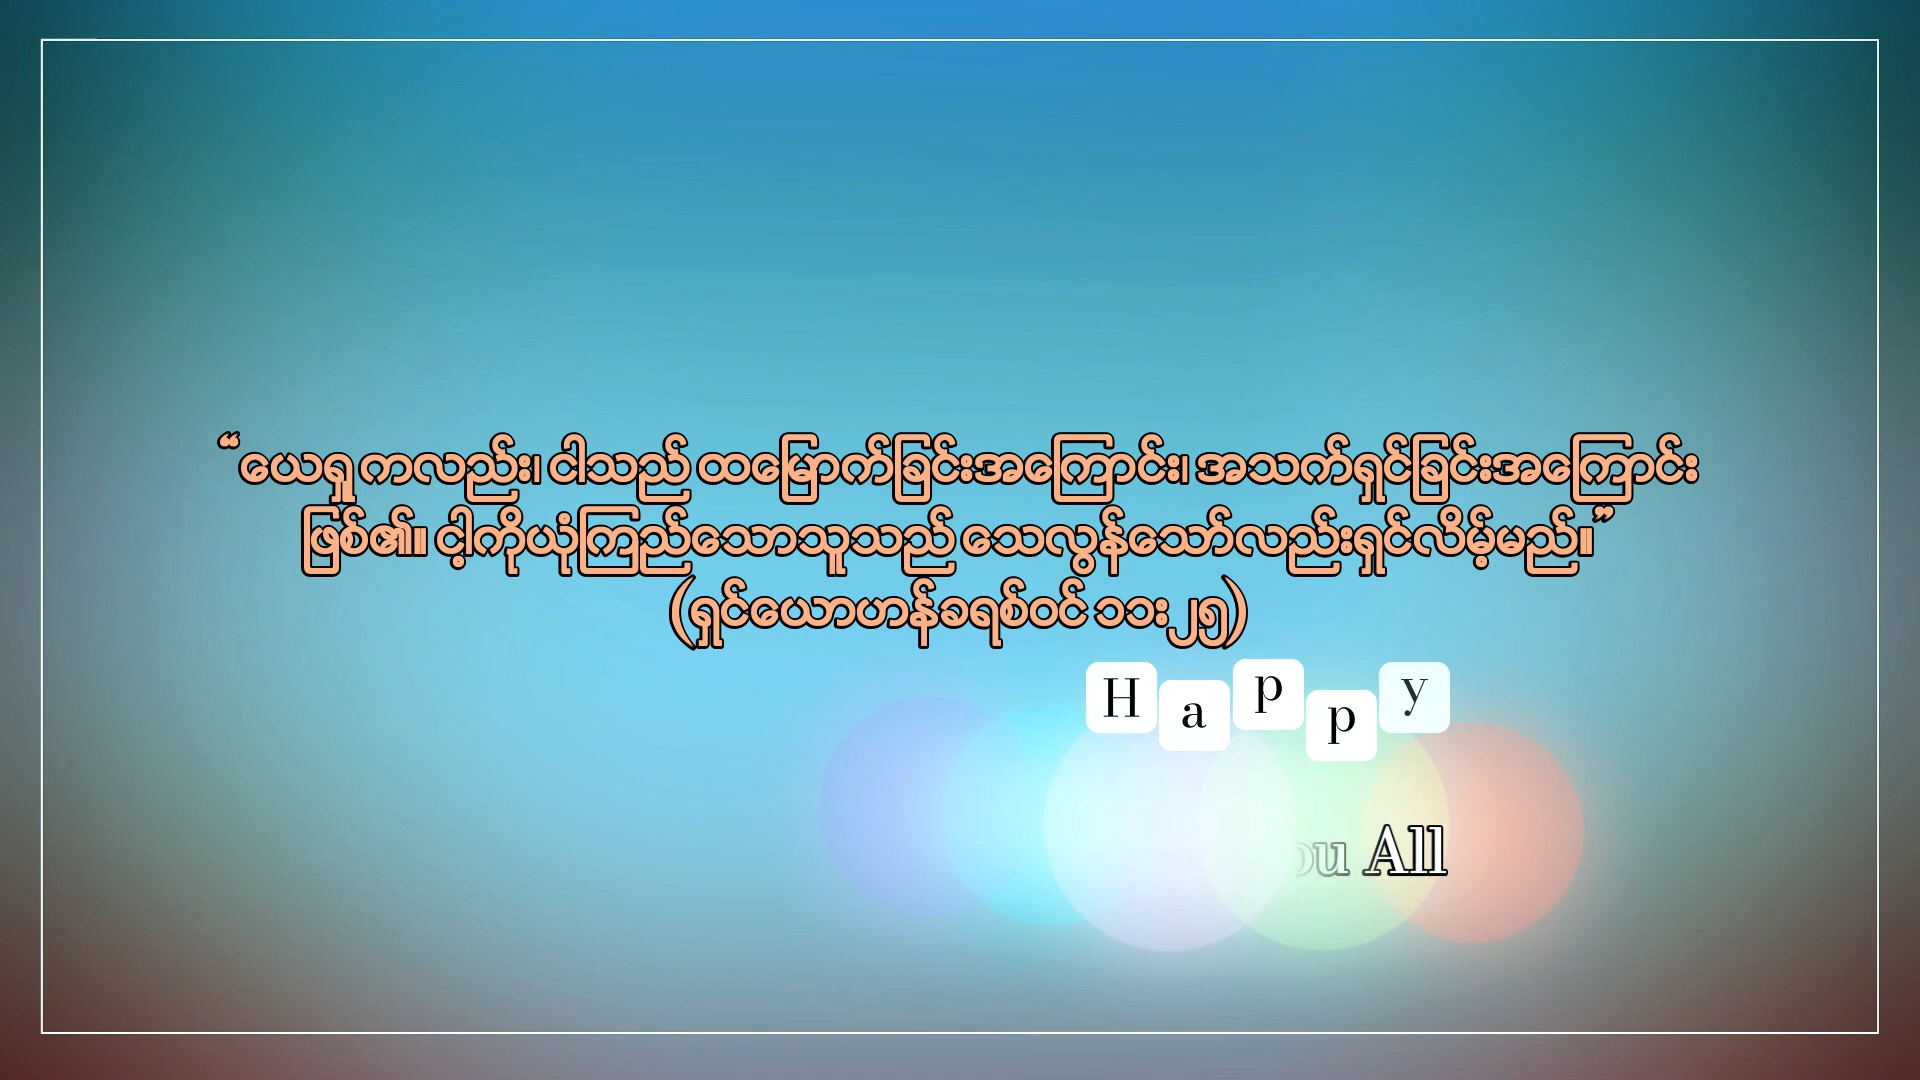 “ယေရှု ကလည်း၊ ငါသည် ထမြောက်ခြင်းအကြောင်း၊ အသက်ရှင်ခြင်းအကြောင်း
ဖြစ်၏။ ငါ့ကိုယုံကြည်သောသူသည် သေလွန်သော်လည်းရှင်လိမ့်မည်။”
(ရှင်ယောဟန်ခရစ်ဝင် ၁၁း၂၅)
Happy
All